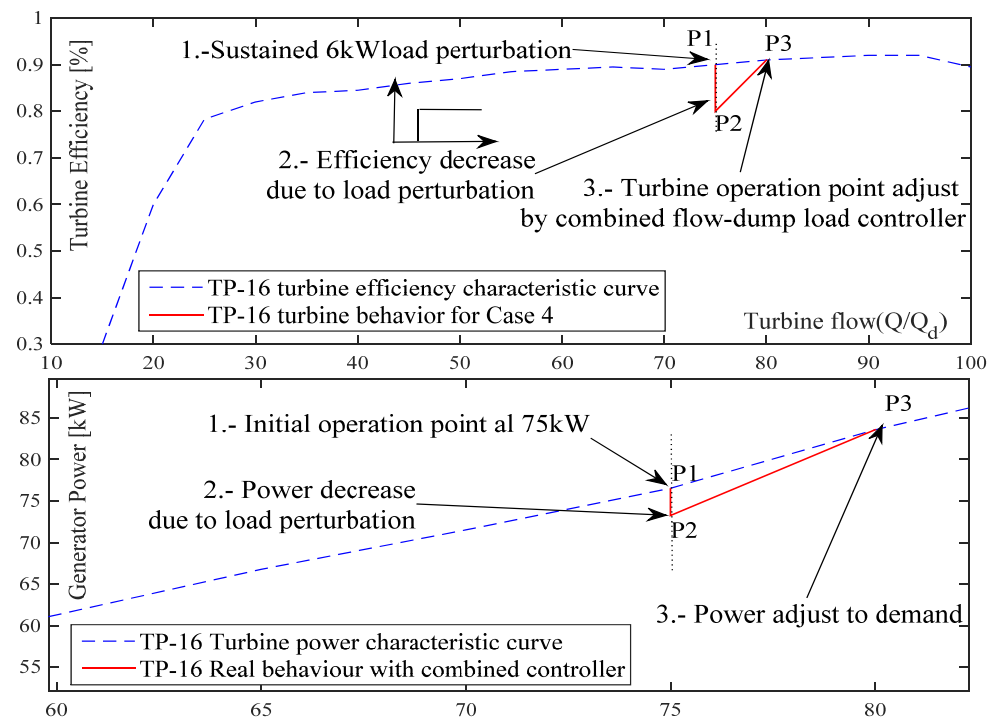 1
0.9
0.8
0.7
0.6
0.5
0.4
0.3
Turbine Efficiency [%]
1.-Sustained 6kWload perturbation
P1
P3
P2
2.- Efficiency decrease
due to load perturbation
3.- Turbine operation point adjust
by combined flow-dump load controller
TP-16 turbine efficiency characteristic curve
TP-16 turbine behavior for Case 4
Turbine flow(Q/Qd)
10 20 30 40 50 60 70 80 90 100
85
80
75
70
65
60
55
Generator Power [kW]
1.- Initial operation point al 75kW
P3
P1
2.- Power decrease
due to load perturbation
P2
3.- Power adjust to demand
TP-16 Turbine power characteristic curve
TP-16 Real behaviour with combined controller
60 65 70 75 80